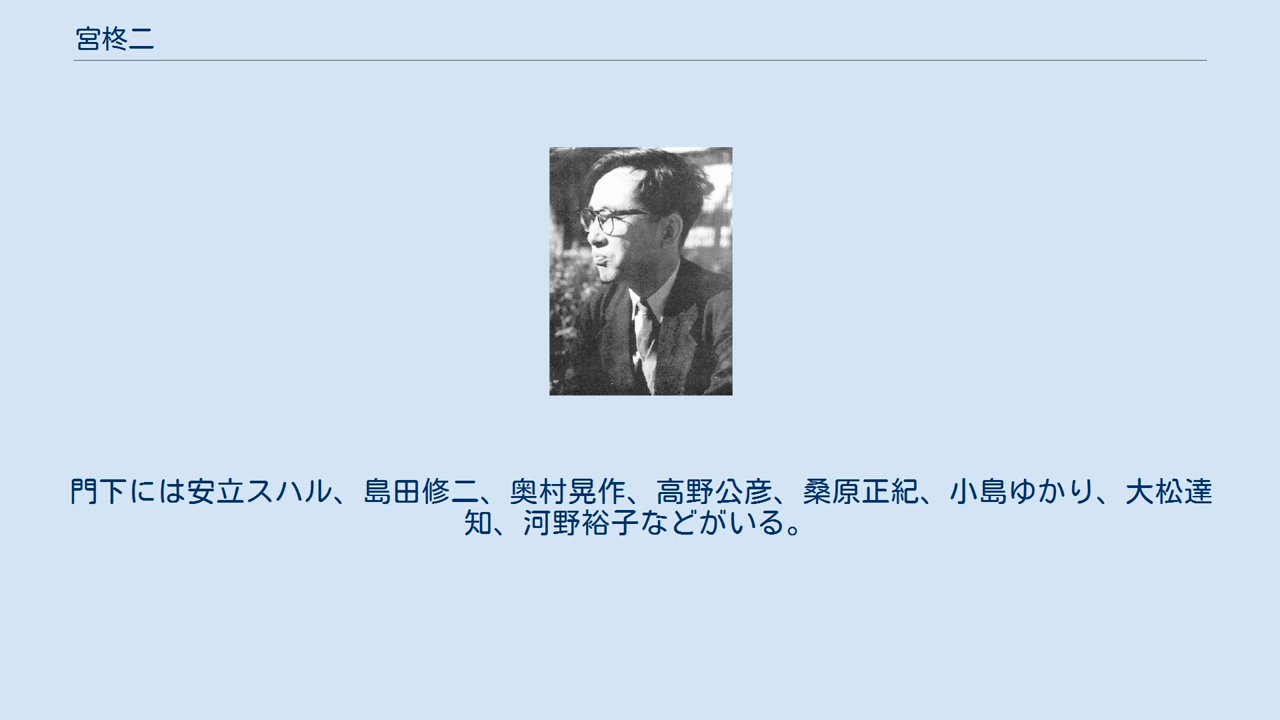 宮柊二
門下には安立スハル、島田修二、奥村晃作、高野公彦、桑原正紀、小島ゆかり、大松達
知、河野裕子などがいる。